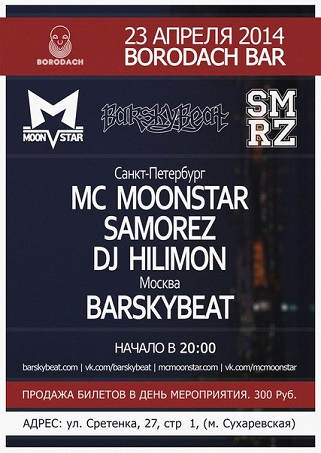 23 АПРЕЛЯ 2014
BORODACH BAR
BORODACH
MOON STAR
BarskyBeat
SM
RZ
Санкт-Петербург
MC MOONSTAR
SAMOREZ
DJ HILIMON
Москва
BARSKYBEAT
НАЧАЛО В 20:00
barskybeat.com | vk.com/barskybeat | mcmoonstar.com | vk.com/mcmoonstar
ПРОДАЖА БИЛЕТОВ В ДЕНЬ МЕРОПРИЯТИЯ. 300 Руб.
АДРЕС: ул. Сретенка, 27, стр 1, (м. Сухаревская)